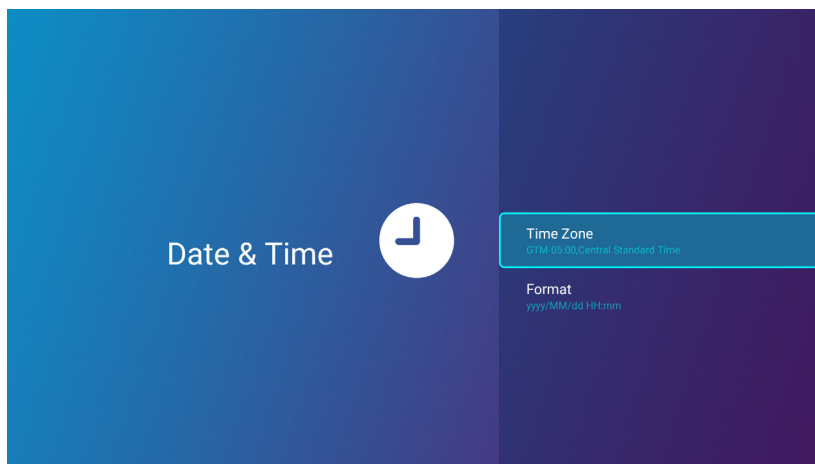 Date & Time
Time Zone
GTM-05:00,Central Standard Time
Format
yyyy/MM/dd HH:mm